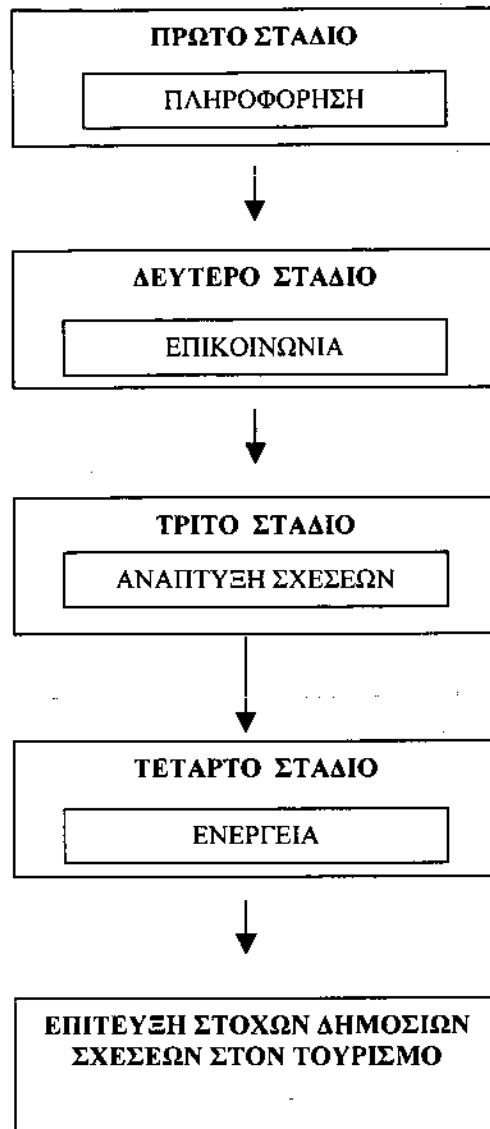 ΠΡΩΤΟ ΣΤΑΔΙΟ
ΠΛΗΡΟΦΟΡΗΣΗ
ΔΕΥΤΕΡΟ ΣΤΑΔΙΟ
ΕΠΙΚΟΙΝΩΝΙΑ
ΤΡΙΤΟ ΣΤΑΔΙΟ
ΑΝΑΠΤΥΞΗ ΣΧΕΣΕΩΝ
ΤΕΤΑΡΤΟ ΣΤΑΔΙΟ
ΕΝΕΡΓΕΙΑ
ΕΠΙΤΕΥΞΗ ΣΤΟΧΩΝ ΔΗΜΟΣΙΩΝ
ΣΧΕΣΕΩΝ ΣΤΟΝ ΤΟΥΡΙΣΜΟ